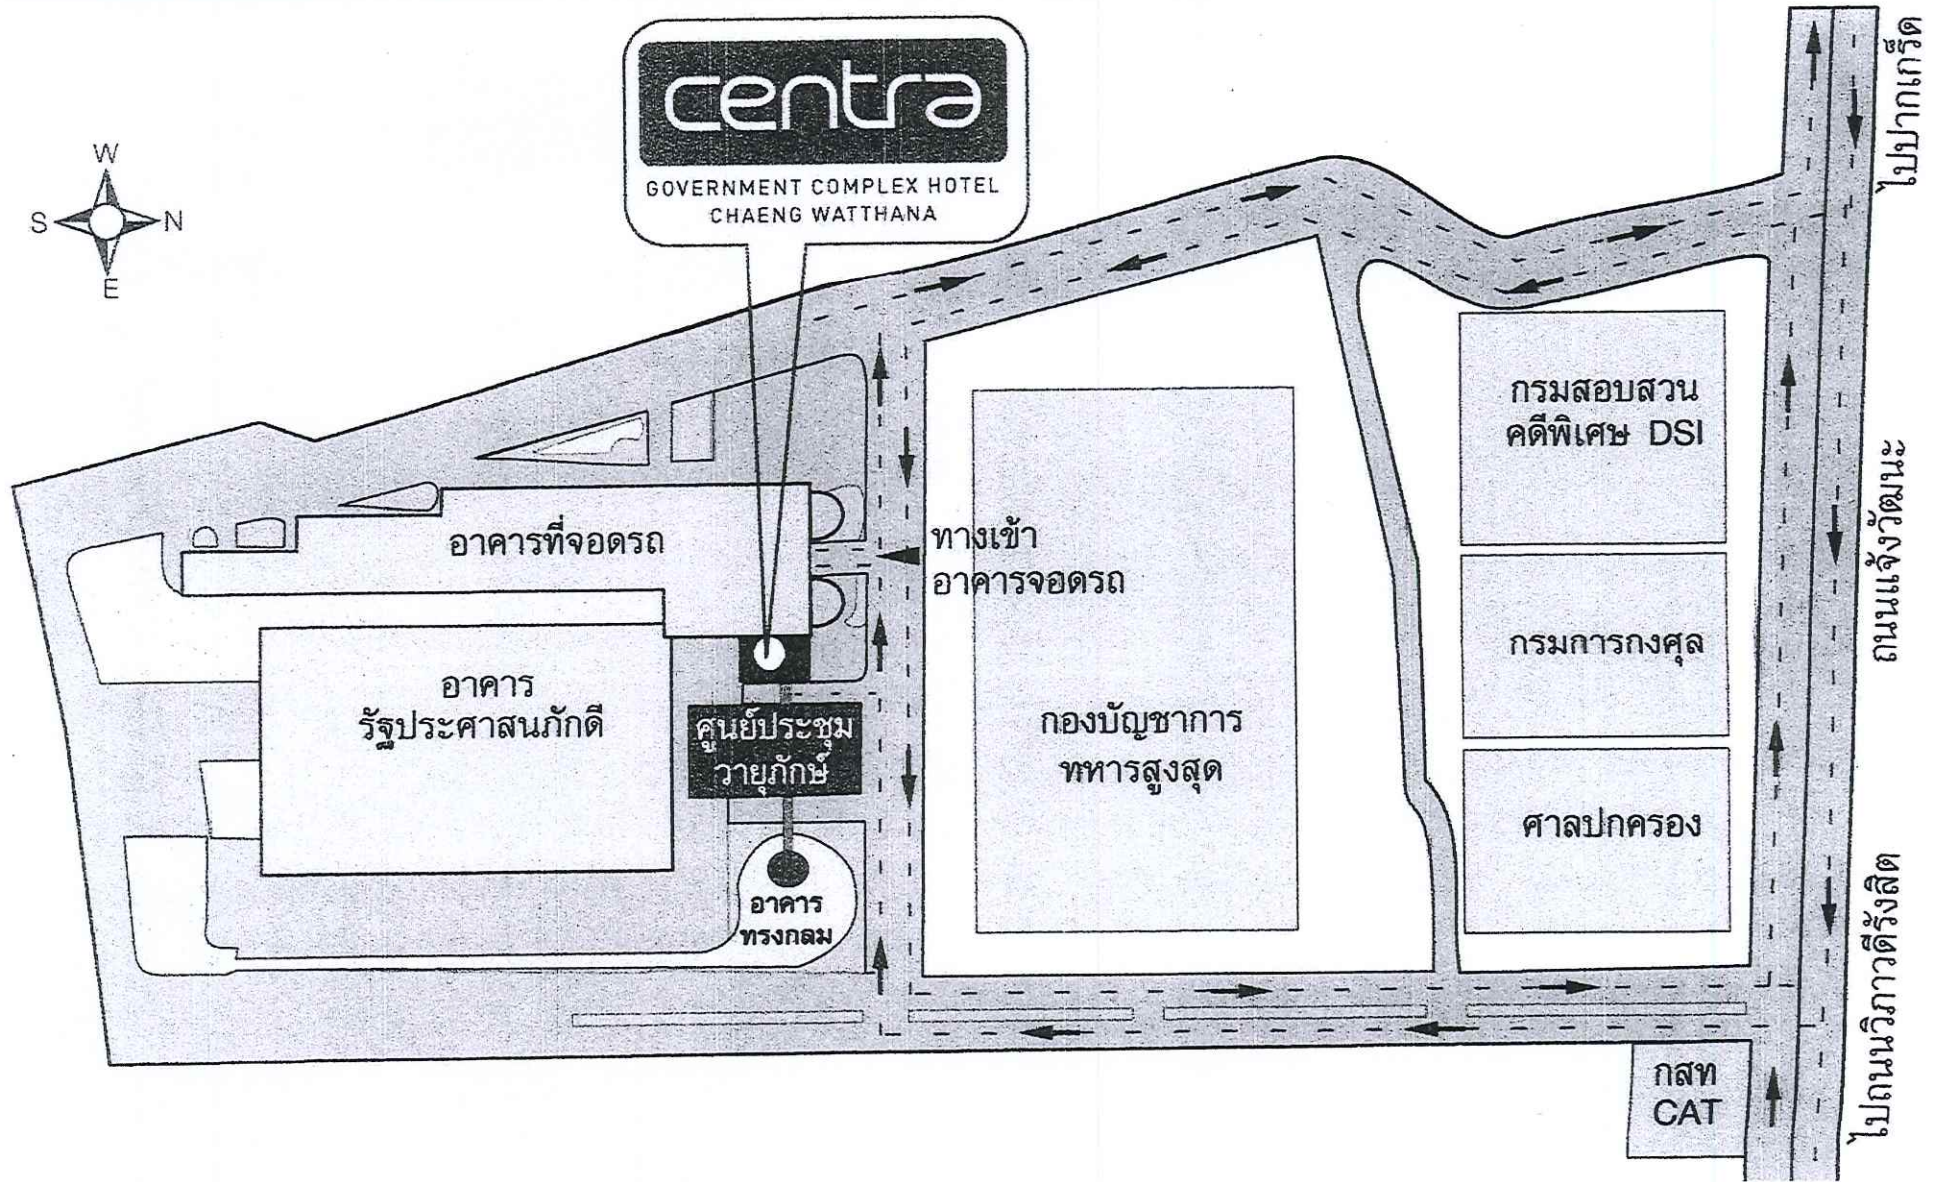 centra
GOVERNMENT COMPLEX HOTEL
CHAENG WATTHANA
W
S
N
E
ไปปากเกร็ด
กรมสอบสวน
คดีพิเศษ DSI
อาคารที่จอดรถ
ทางเข้า
อาคารจอดรถ
ถนนแจ้งวัฒนะ
กรมการกงศุล
อาคาร
รัฐประศาสนภักดี
ศูนย์ประชุม
วายุภักษ์
กองบัญชาการ
ทหารสูงสุด
ศาลปกครอง
อาคาร
ทรงกลม
ไปถนนวิภาวดีรังสิต
กสท
CAT